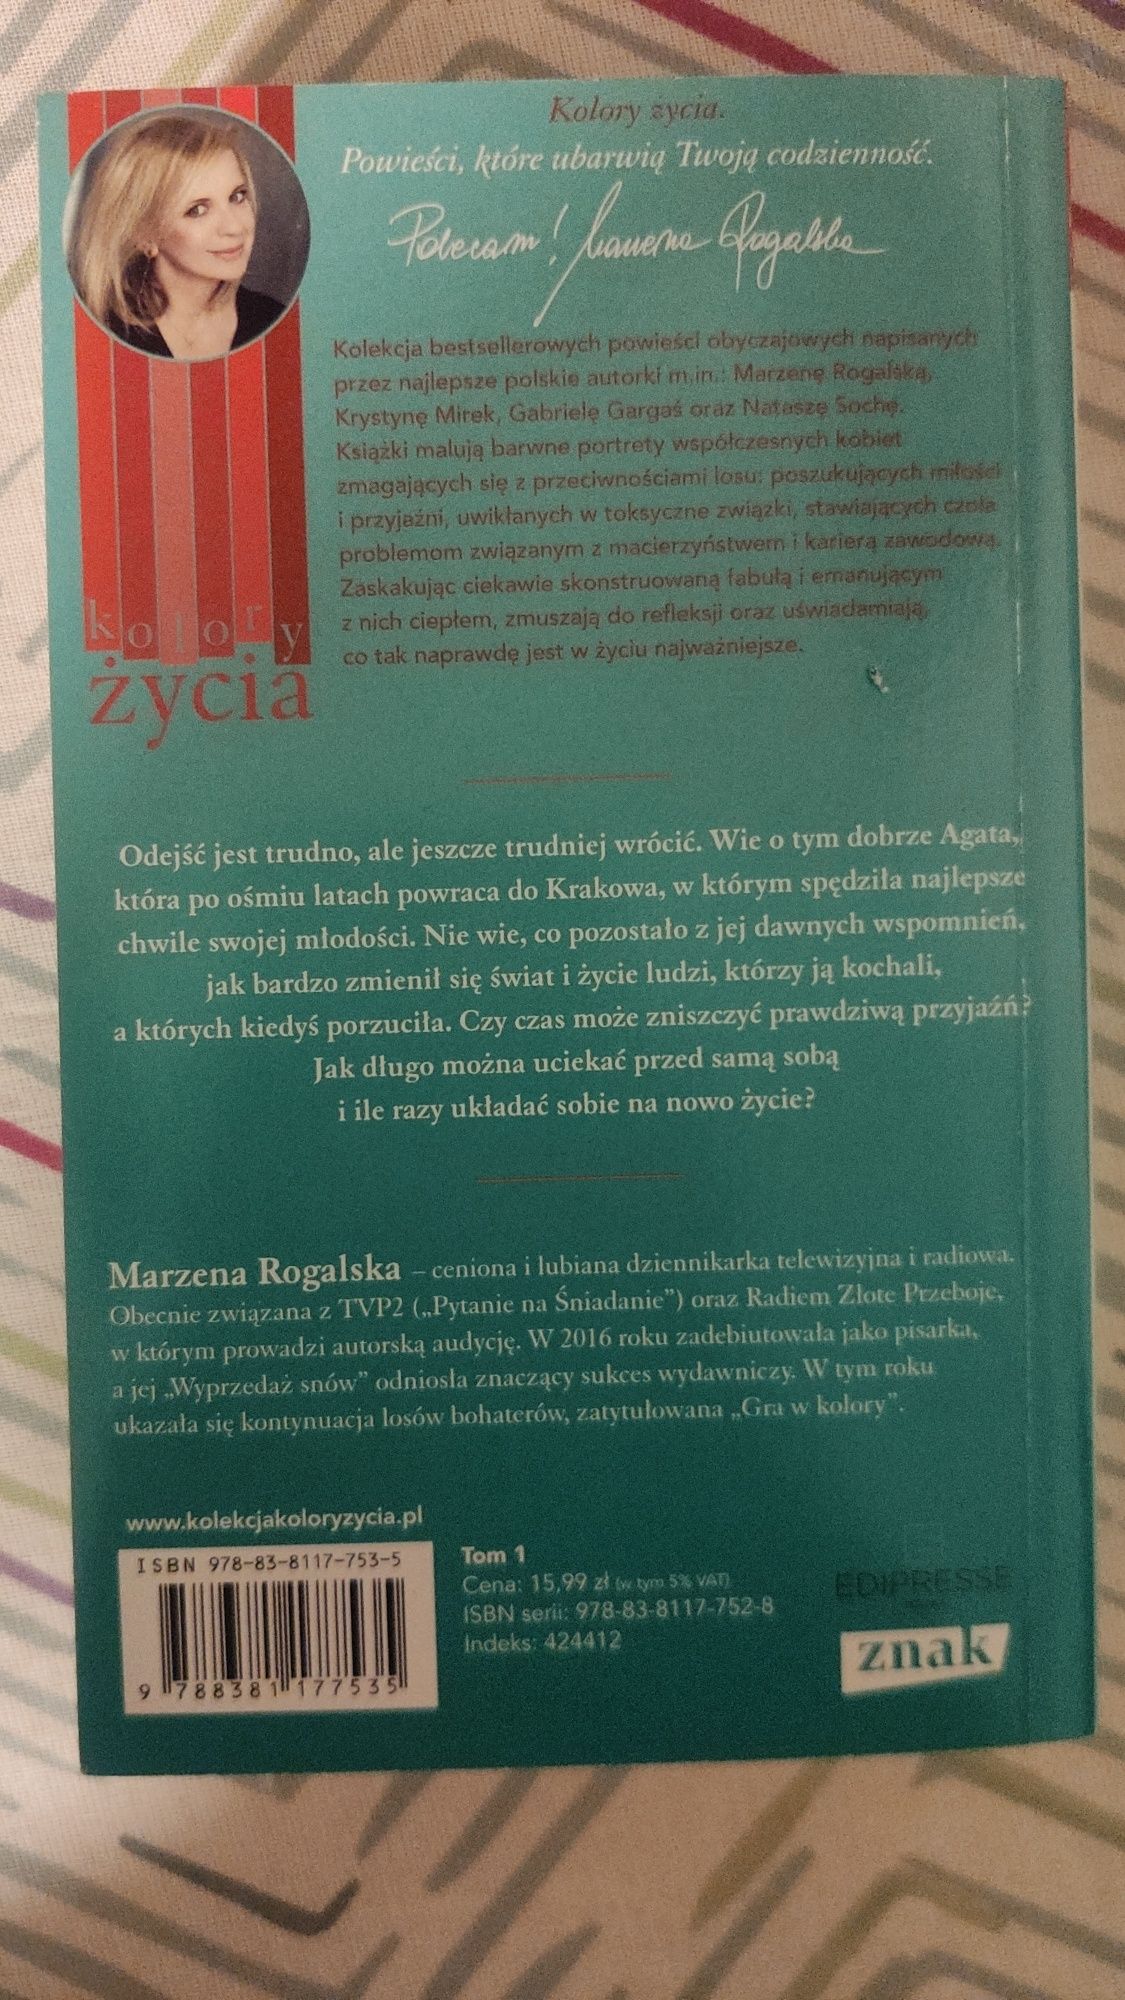 Kolory życia.
Powieści, które ubarwią Twoją codzienność.
Polecam! Marzena Rogalska
Kolekcja bestsellerowych powieści obyczajowych napisanych
przez najlepsze polskie autorki m.in.: Marzenę Rogalską,
Krystynę Mirek, Gabrielę Gargaś oraz Nataszę Sochę.
Książki malują barwne portrety współczesnych kobiet
zmagających się z przeciwnościami losu: poszukujących miłości
i przyjaźni, uwikłanych w toksyczne związki, stawiających czoła
problemom związanym z macierzyństwem i karierą zawodową.
Zaskakując ciekawie skonstruowaną fabułą i emanującym
z nich ciepłem, zmuszają do refleksji oraz uświadamiają,
co tak naprawdę jest w życiu najważniejsze.
kolory
życia
Odejść jest trudno, ale jeszcze trudniej wrócić. Wie o tym dobrze Agata,
która po ośmiu latach powraca do Krakowa, w którym spędziła najlepsze
chwile swojej młodości. Nie wie, co pozostało z jej dawnych wspomnień,
jak bardzo zmienił się świat i życie ludzi, którzy ją kochali,
a których kiedyś porzuciła. Czy czas może zniszczyć prawdziwą przyjaźń?
Jak długo można uciekać przed samą sobą
i ile razy układać sobie na nowo życie?
Marzena Rogalska – ceniona i lubiana dziennikarka telewizyjna i radiowa.
Obecnie związana z TVP2 („Pytanie na Śniadanie”) oraz Radiem Złote Przeboje,
w którym prowadzi autorską audycję. W 2016 roku zadebiutowała jako pisarka,
a jej „Wyprzedaż snów” odniosła znaczący sukces wydawniczy. W tym roku
ukazała się kontynuacja losów bohaterów, zatytułowana „Gra w kolory”.
www.kolekcjakoloryzycia.pl
ISBN 978-83-8117-753-5
9 788381 177535
Tom 1
Cena: 15,99 zł (w tym 5% VAT)
ISBN serii: 978-83-8117-752-8
Indeks: 424412
EDIPRESSE
znak